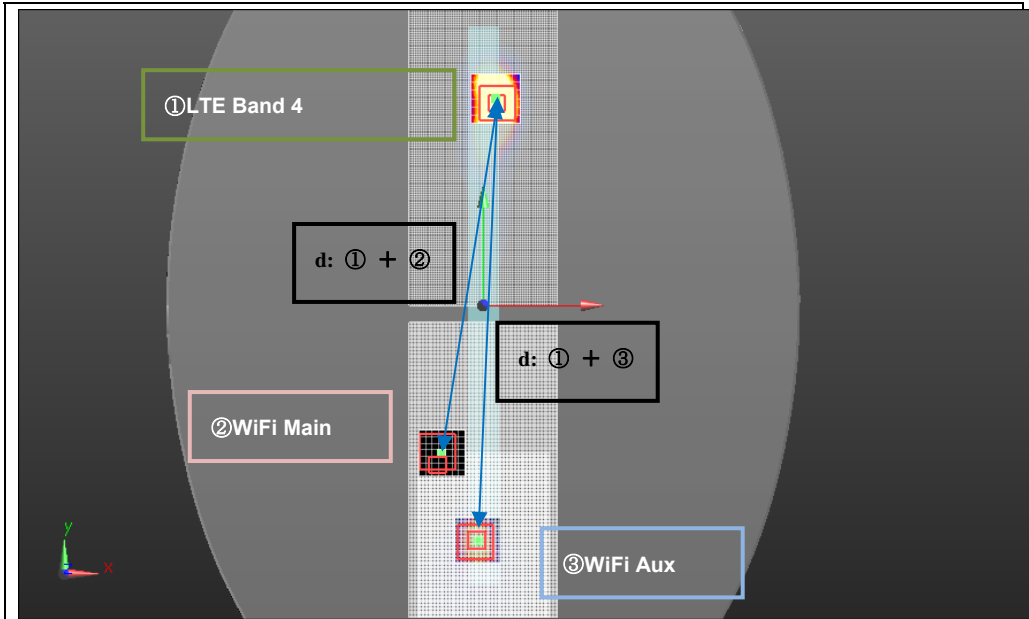 ①LTE Band 4
d: ① + ②
d: ① + ③
②WiFi Main
③WiFi Aux
y
x